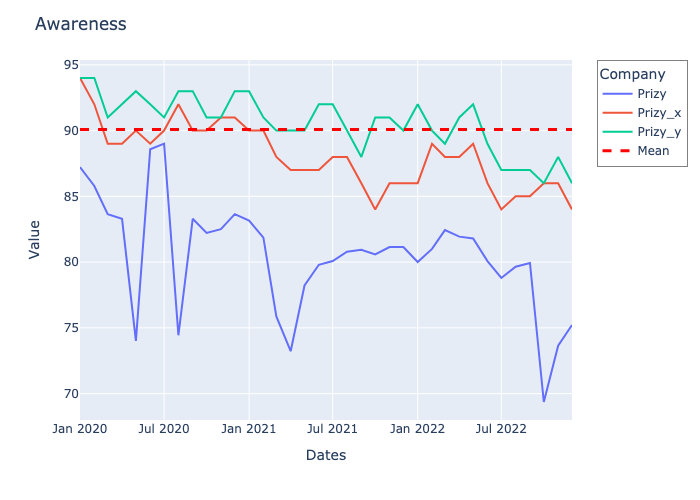 Awareness
Company
Prizy
Prizy_x
Prizy_y
Mean
Value
95
90
85
80
75
70
Jan 2020
Jul 2020
Jan 2021
Jul 2021
Jan 2022
Jul 2022
Dates